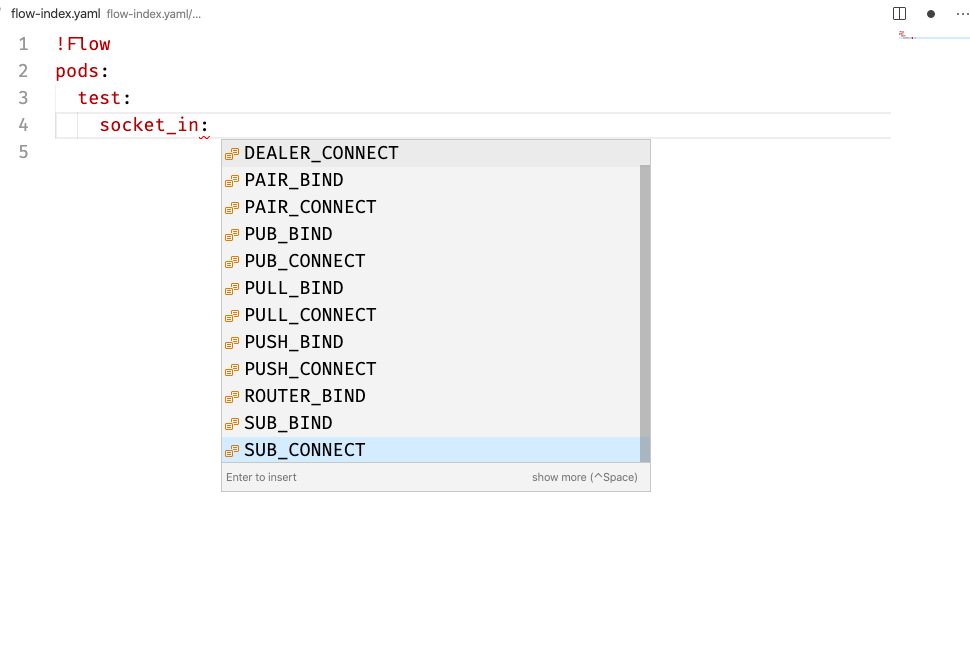 flow-index.yaml flow-index.yaml/...
1 !Flow
2 pods:
3 test:
4 socket_in:
5
DEALER_CONNECT
PAIR_BIND
PAIR_CONNECT
PUB_BIND
PUB_CONNECT
PULL_BIND
PULL_CONNECT
PUSH_BIND
PUSH_CONNECT
ROUTER_BIND
SUB_BIND
SUB_CONNECT
Enter to insert show more (^Space)